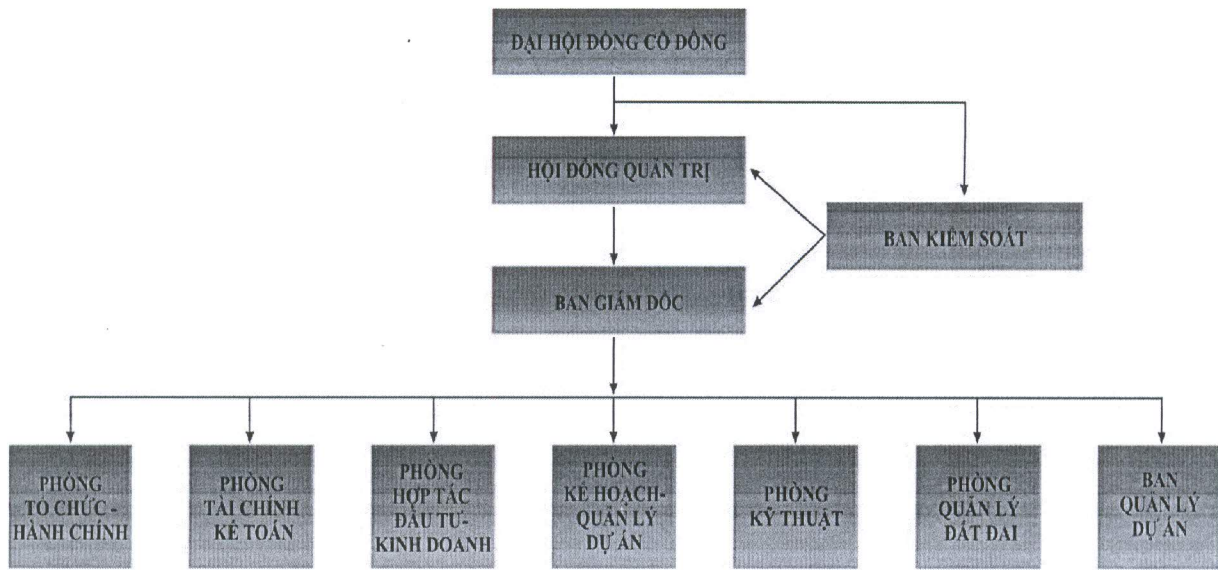 ĐẠI HỘI ĐỒNG CỔ ĐÔNG
HỘI ĐỒNG QUẢN TRỊ
BAN KIỂM SOÁT
BAN GIÁM ĐỐC
PHÒNG
TỔ CHỨC -
HÀNH CHÍNH
PHÒNG
TÀI CHÍNH
KẾ TOÁN
PHÒNG
HỢP TÁC
ĐẦU TƯ-
KINH DOANH
PHÒNG
KẾ HOẠCH-
QUẢN LÝ
DỰ ÁN
PHÒNG
KỸ THUẬT
PHÒNG
QUẢN LÝ
ĐẤT ĐAI
BAN
QUẢN LÝ
DỰ ÁN